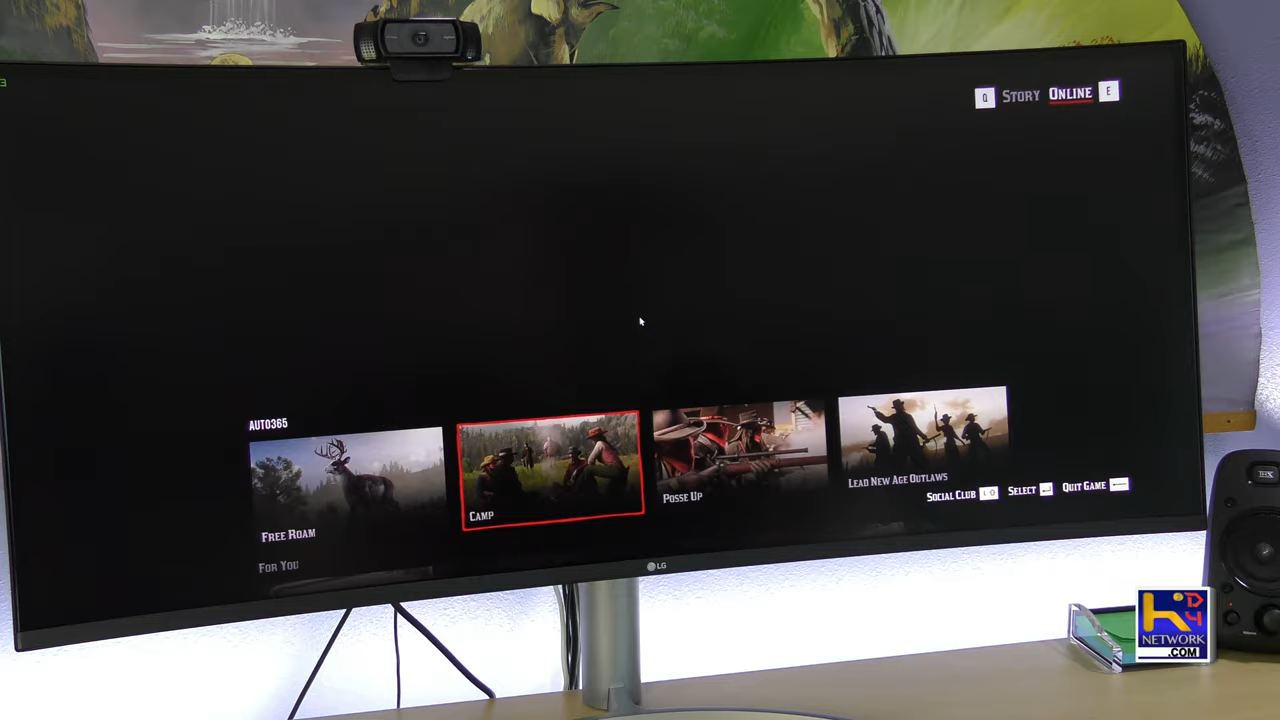 Q STORY ONLINE E
AUTO365
FREE ROAM
CAMP
POSSE UP
LEAD NEW AGE OUTLAWS
SOCIAL CLUB
SELECT
QUIT GAME
FOR YOU
LG
THX
NETWORK
.COM